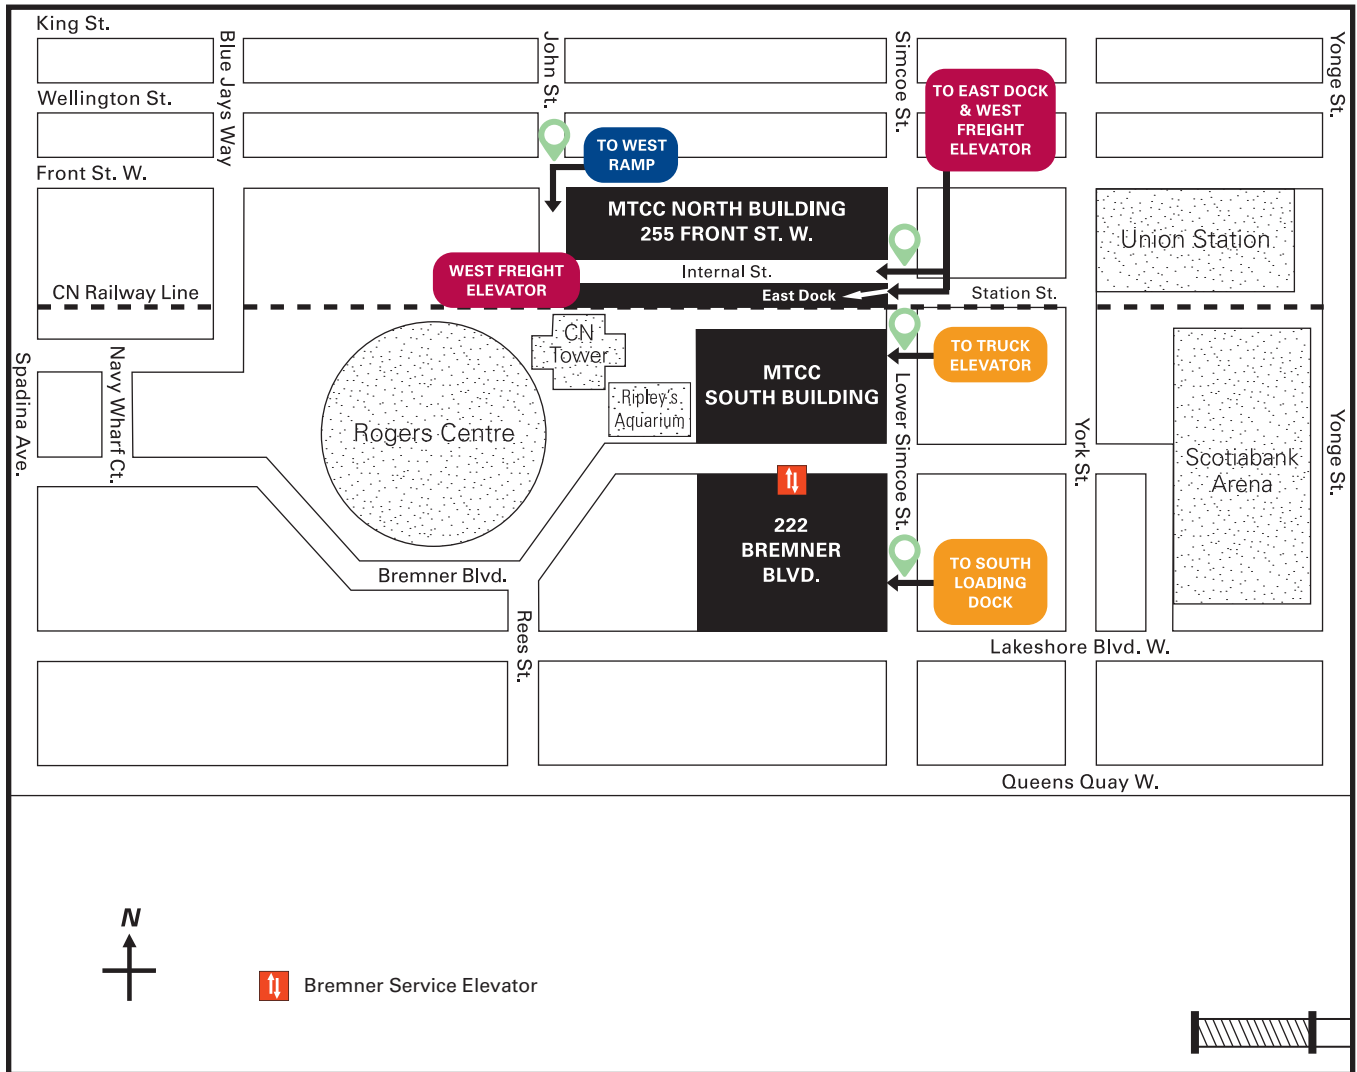 King St.
Blue Jays Way
John St.
Simcoe St.
Yonge St.
Wellington St.
TO EAST DOCK
& WEST
FREIGHT
ELEVATOR
TO WEST
RAMP
Front St. W.
MTCC NORTH BUILDING
255 FRONT ST. W.
Union Station
WEST FREIGHT
ELEVATOR
Internal St.
CN Railway Line
East Dock
Station St.
CN
Tower
TO TRUCK
ELEVATOR
MTCC
SOUTH BUILDING
Spadina Ave.
Navy Wharf Ct.
Ripley's
Aquarium
Rogers Centre
Lower Simcoe St.
York St.
Scotiabank
Arena
Yonge St.
222
BREMNER
BLVD.
Bremner Blvd.
TO SOUTH
LOADING
DOCK
Rees St.
Lakeshore Blvd. W.
Queens Quay W.
N
Bremner Service Elevator